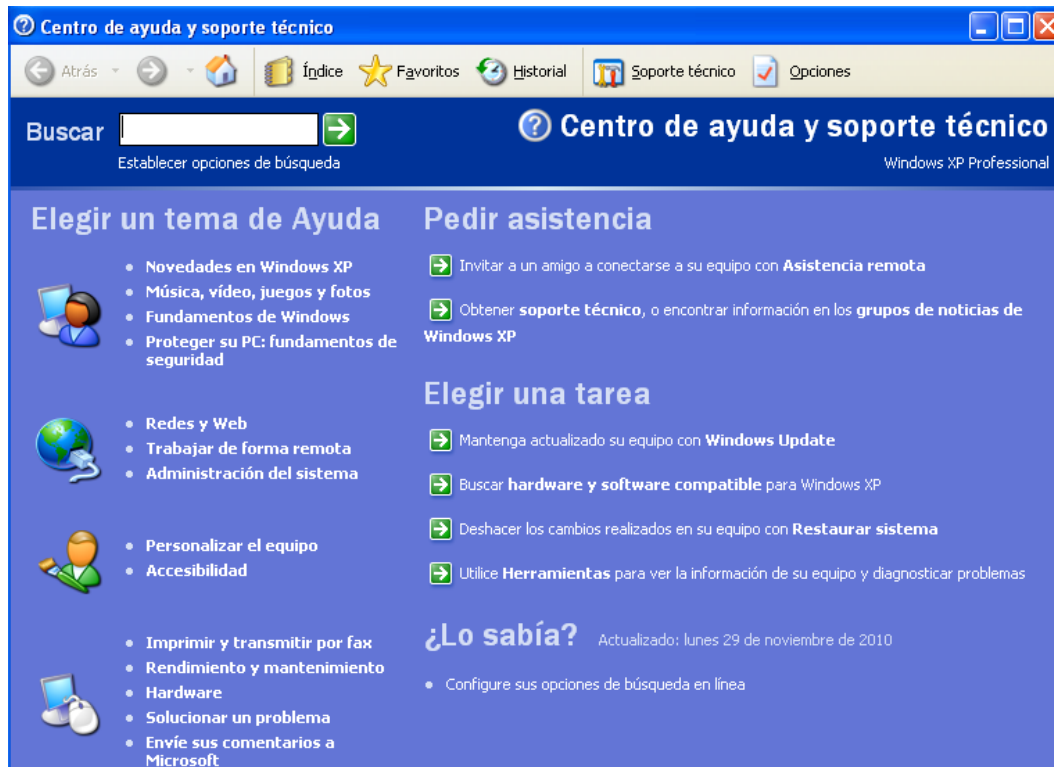 Centro de ayuda y soporte técnico
Atrás
Índice
Favoritos
Historial
Soporte técnico
Opciones
Buscar
Establecer opciones de búsqueda
Centro de ayuda y soporte técnico
Windows XP Professional
Elegir un tema de Ayuda
Novedades en Windows XP
Música, vídeo, juegos y fotos
Fundamentos de Windows
Proteger su PC: fundamentos de
seguridad
Redes y Web
Trabajar de forma remota
Administración del sistema
Personalizar el equipo
Accesibilidad
Imprimir y transmitir por fax
Rendimiento y mantenimiento
Hardware
Solucionar un problema
Envíe sus comentarios a
Microsoft
Pedir asistencia
Invitar a un amigo a conectarse a su equipo con Asistencia remota
Obtener soporte técnico, o encontrar información en los grupos de noticias de
Windows XP
Elegir una tarea
Mantenga actualizado su equipo con Windows Update
Buscar hardware y software compatible para Windows XP
Deshacer los cambios realizados en su equipo con Restaurar sistema
Utilice Herramientas para ver la información de su equipo y diagnosticar problemas
¿Lo sabía? Actualizado: lunes 29 de noviembre de 2010
Configure sus opciones de búsqueda en línea